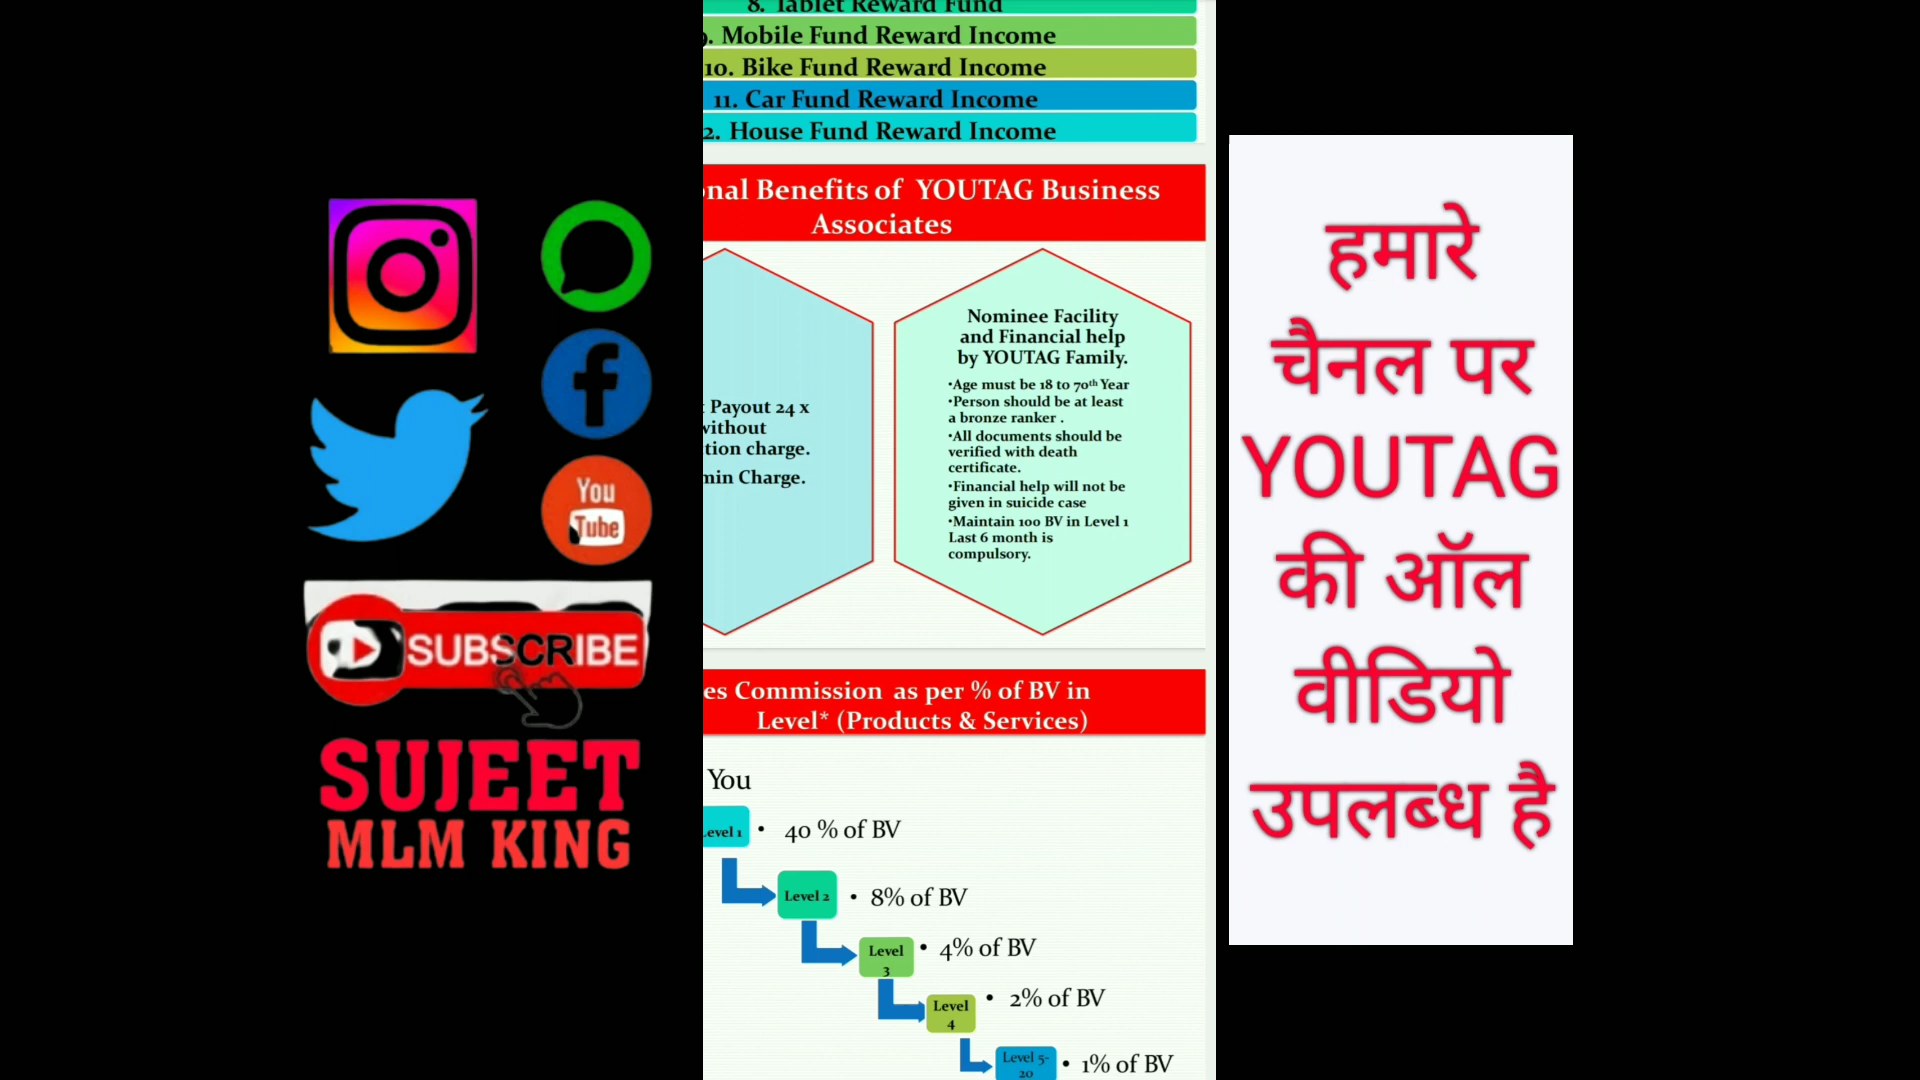 You
Tube
SUBSCRIBE
SUJEET
MLM KING
8. Tablet Reward Fund
9. Mobile Fund Reward Income
10. Bike Fund Reward Income
11. Car Fund Reward Income
2. House Fund Reward Income
nal Benefits of YOUTAG Business
Associates
Payout 24 x
without
tion charge.
min Charge.
Nominee Facility
and Financial help
by YOUTAG Family.
•Age must be 18 to 70th Year
•Person should be at least
a bronze ranker .
•All documents should be
verified with death
certificate.
•Financial help will not be
given in suicide case
•Maintain 100 BV in Level 1
Last 6 month is
compulsory.
es Commission as per % of BV in
Level* (Products & Services)
You
Level 1 • 40 % of BV
Level 2 • 8% of BV
Level
3
• 4% of BV
Level
4
• 2% of BV
Level 5-
20
• 1% of BV
हमारे
चैनल पर
YOUTAG
की ऑल
वीडियो
उपलब्ध है